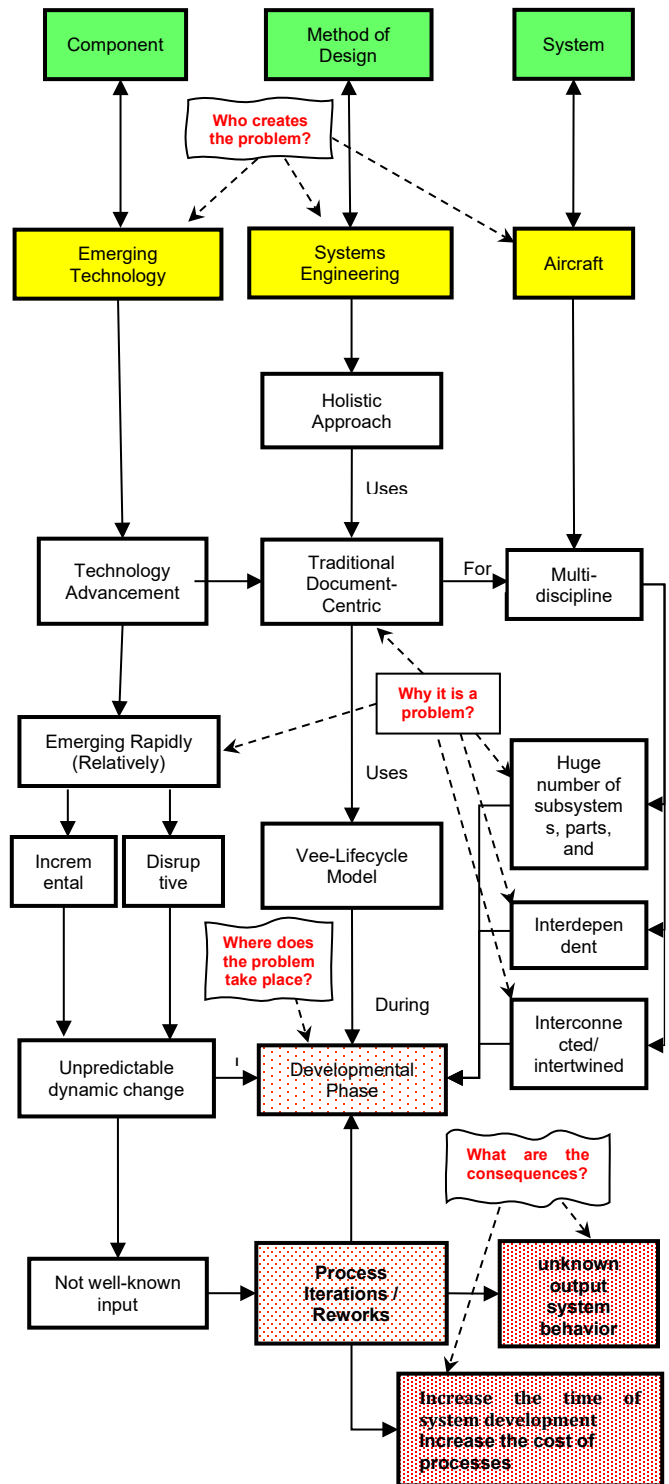 Component
Method of
Design
System
Who creates
the problem?
Emerging
Technology
Systems
Engineering
Aircraft
Holistic
Approach
Uses
Technology
Advancement
Traditional
Document-
Centric
For
Multi-
discipline
Why it is a
problem?
Emerging Rapidly
(Relatively)
Uses
Huge
number of
subsystem
s, parts, and
Increm
ental
Disrup
tive
Vee-Lifecycle
Model
Interdepen
dent
Where does
the problem
take place?
During
Interconne
cted/
intertwined
Unpredictable
dynamic change
Developmental
Phase
What are the
consequences?
Not well-known
input
Process
Iterations /
Reworks
unknown
output
system
behavior
Increase the time of
system development
Increase the cost of
processes